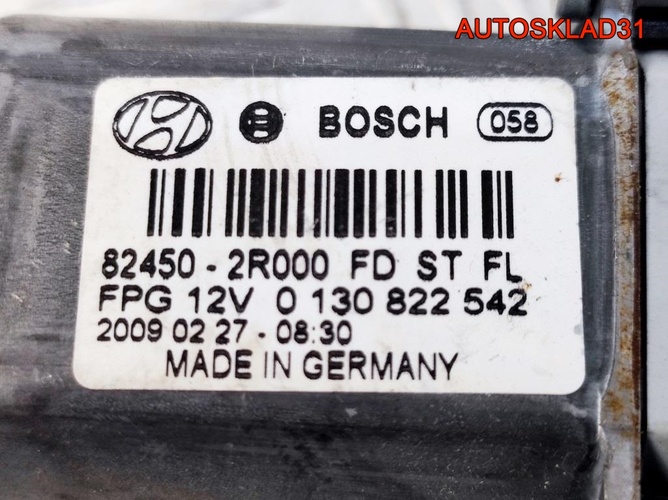 AUTOSKLAD31
BOSCH 058
82450-2R000 FD ST FL
FPG 12V 0 130 822 542
2009 02 27 - 08:30
MADE IN GERMANY